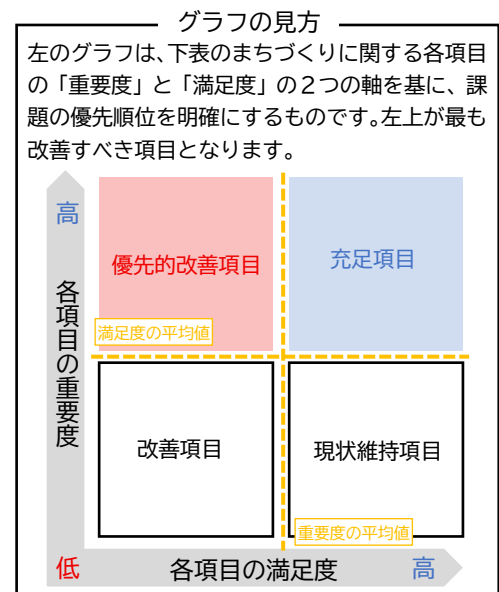 グラフの見方
左のグラフは、下表のまちづくりに関する各項目
の「重要度」と「満足度」の２つの軸を基に、課
題の優先順位を明確にするものです。左上が最も
改善すべき項目となります。
高
優先的改善項目
充足項目
各項目の重要度
満足度の平均値
改善項目
現状維持項目
重要度の平均値
低
各項目の満足度
高